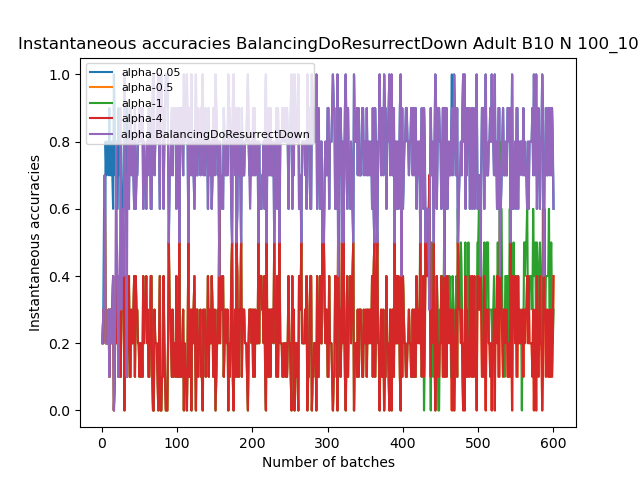 Instantaneous accuracies BalancingDoResurrectDown Adult B10 N 100_10
alpha-0.05
alpha-0.5
alpha-1
alpha-4
alpha BalancingDoResurrectDown
Instantaneous accuracies
1.0
0.8
0.6
0.4
0.2
0.0
0 100 200 300 400 500 600
Number of batches